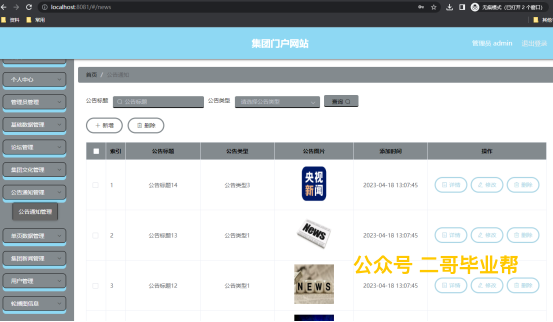 localhost:8081/#/news
无痕模式（已打开 2 个窗口）
资料 常用
集团门户网站
管理员 admin 退出登录
个人中心
管理员管理
基础数据管理
论坛管理
集团文化管理
公告通知管理
公告通知管理
单页数据管理
集团新闻管理
用户管理
轮播图信息
首页 / 公告通知
公告标题 公告标题 公告类型 请选择公告类型 查询
+ 新增 删除
索引 公告标题 公告类型 公告图片 添加时间 操作
1 公告标题14 公告类型3 央视新闻 2023-04-18 13:07:45 详情 修改 删除
2 公告标题13 公告类型1 News 2023-04-18 13:07:45 详情 修改 删除
3 公告标题12 公告类型1 NEWS 2023-04-18 13:07:45 详情 修改 删除
公众号 二哥毕业帮